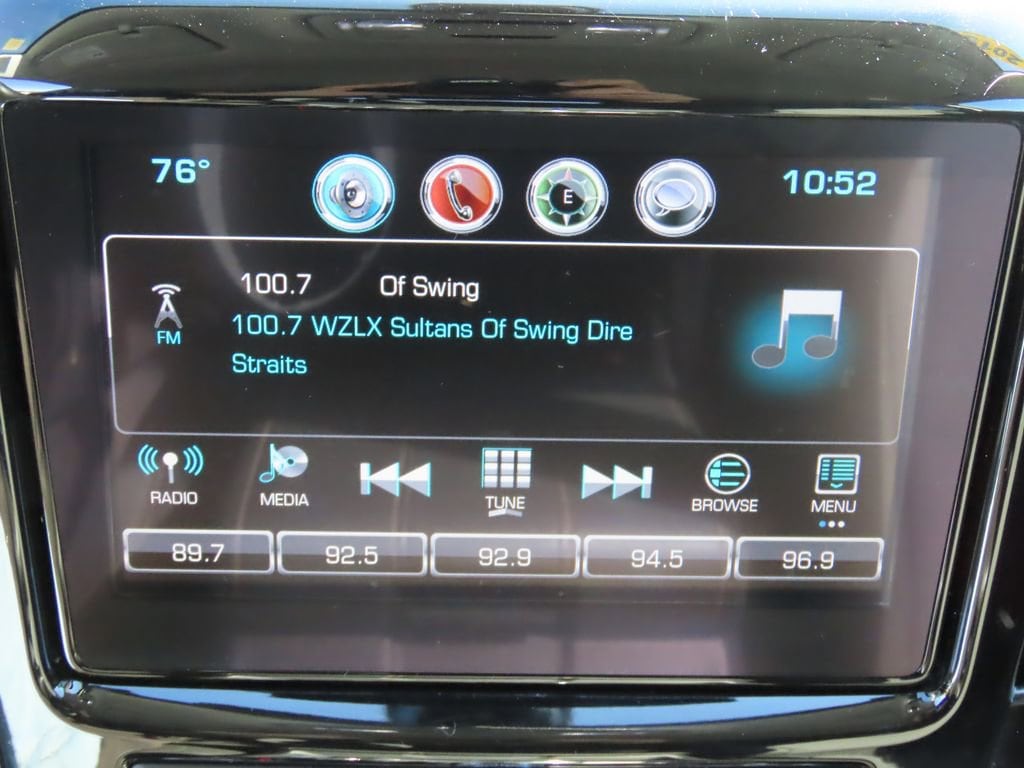 76°
E
10:52
100.7 Of Swing
FM
100.7 WZLX Sultans Of Swing Dire
Straits
RADIO
MEDIA
TUNE
BROWSE
MENU
89.7
92.5
92.9
94.5
96.9